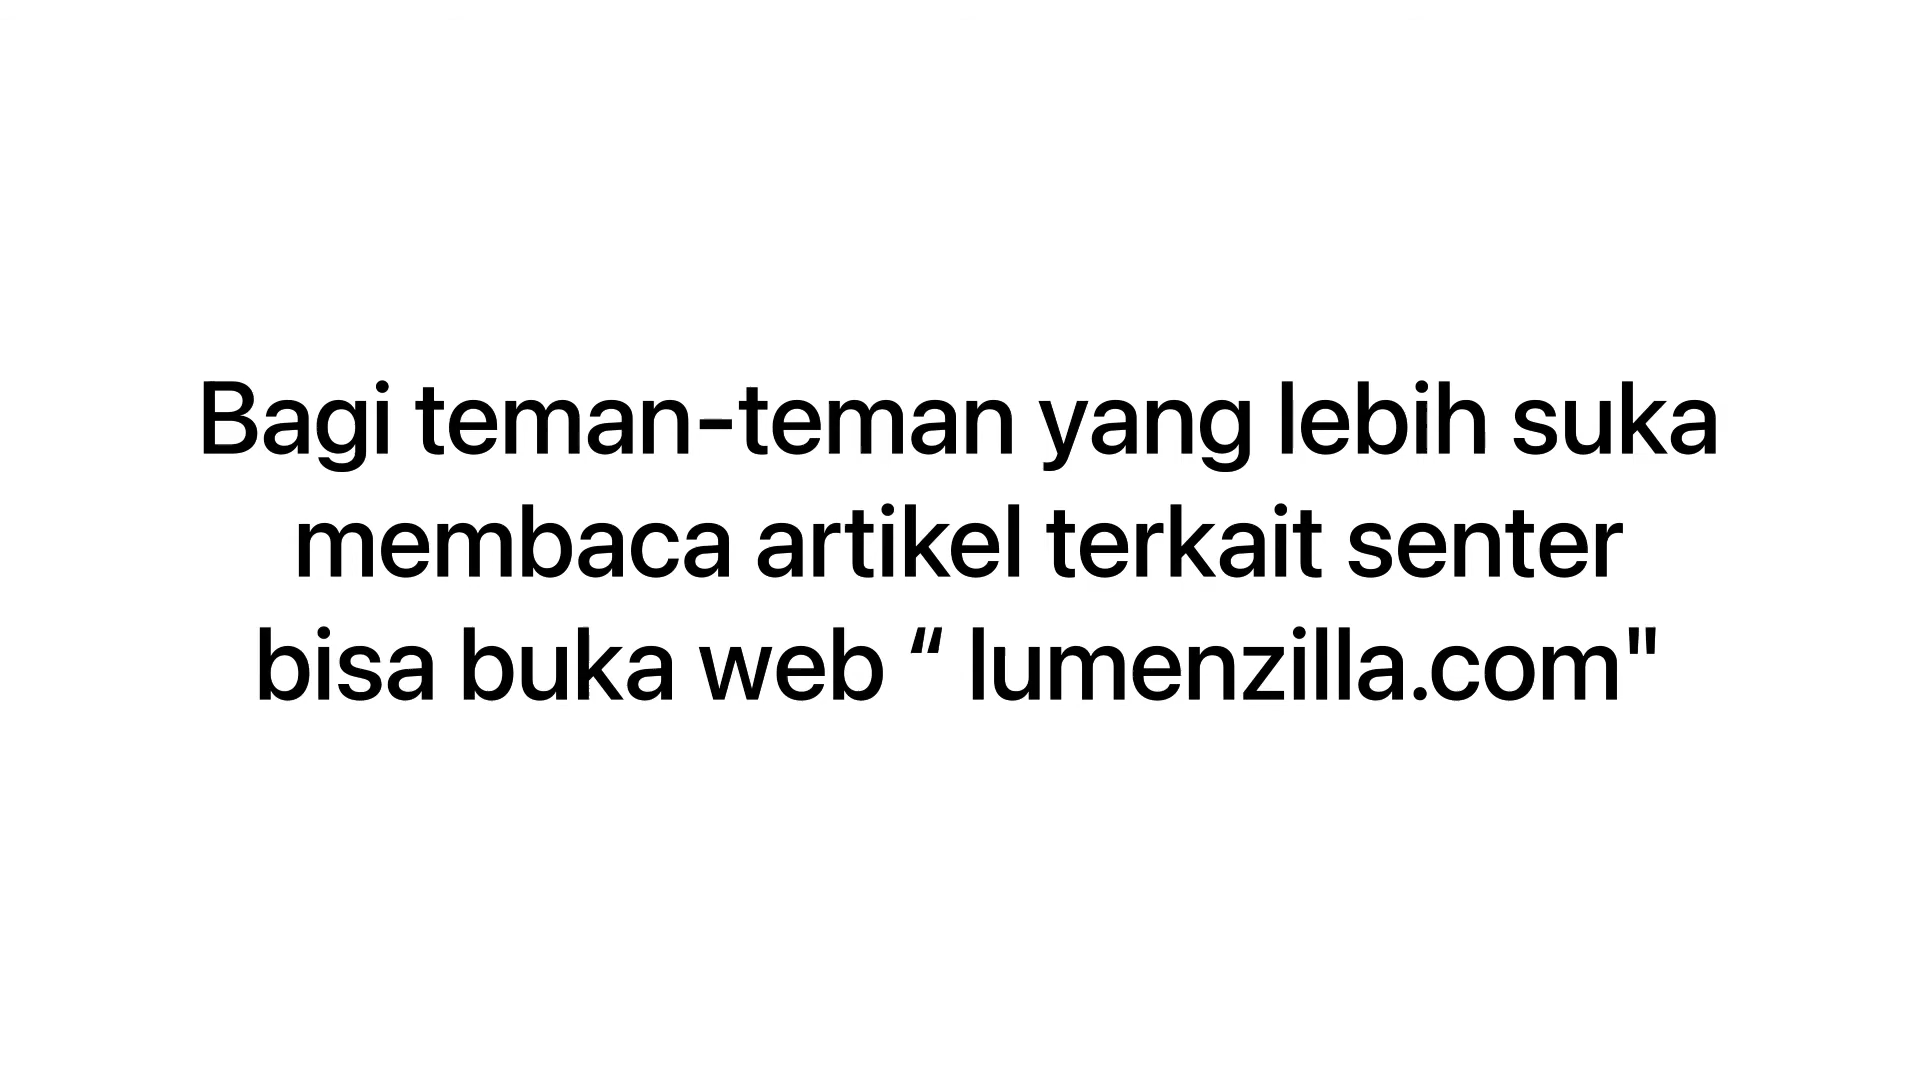 Bagi teman-teman yang lebih suka
membaca artikel terkait senter
bisa buka web “ lumenzilla.com"